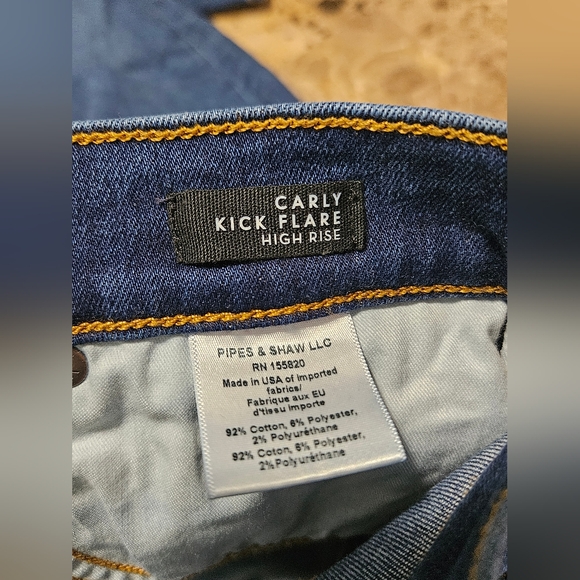 CARLY
KICK FLARE
HIGH RISE
PIPES & SHAW LLC
RN 155820
Made in USA of imported
fabrics/
Fabrique aux EU
d'tissu importe
92% Cotton, 6% Polyester,
2% Polyuréthane
92% Coton, 6% Polyester,
2% Polyuréthane